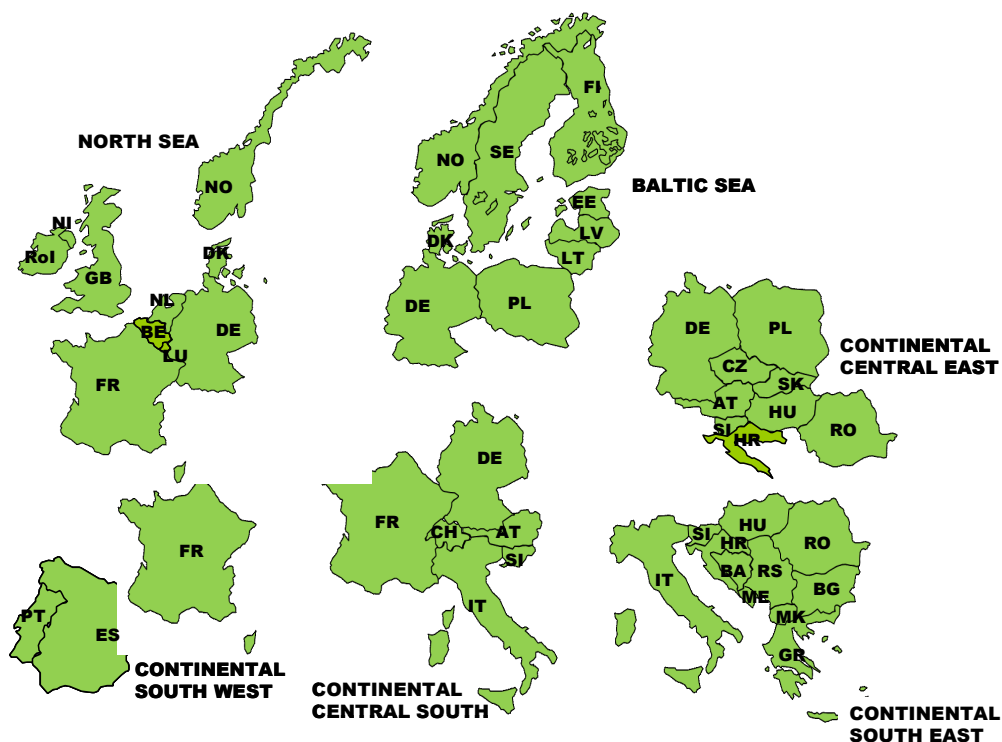 NORTH SEA
NO
NI
RoI
GB
DK
NL
BE
DE
LU
FR
BALTIC SEA
FI
SE
NO
EE
LV
LT
DK
DE
PL
CONTINENTAL
CENTRAL EAST
DE
PL
CZ
SK
AT
HU
SI
HR
RO
FR
PT
ES
CONTINENTAL
SOUTH WEST
DE
FR
CH
AT
SI
IT
CONTINENTAL
CENTRAL SOUTH
HU
SI
HR
RO
BA
RS
IT
ME
BG
MK
GR
CONTINENTAL
SOUTH EAST